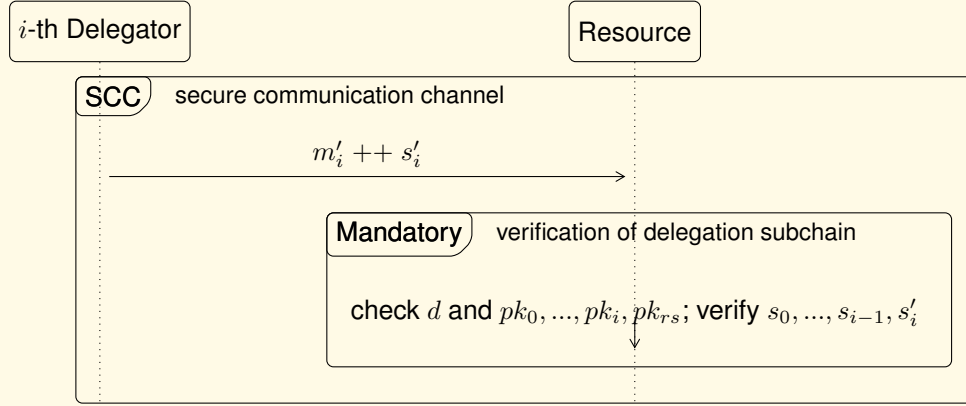 i-th Delegator
Resource
SCC secure communication channel
m′ᵢ ++ s′ᵢ
Mandatory verification of delegation subchain
check d and pk₀, ..., pkᵢ, pkᵣₛ; verify s₀, ..., sᵢ₋₁, s′ᵢ